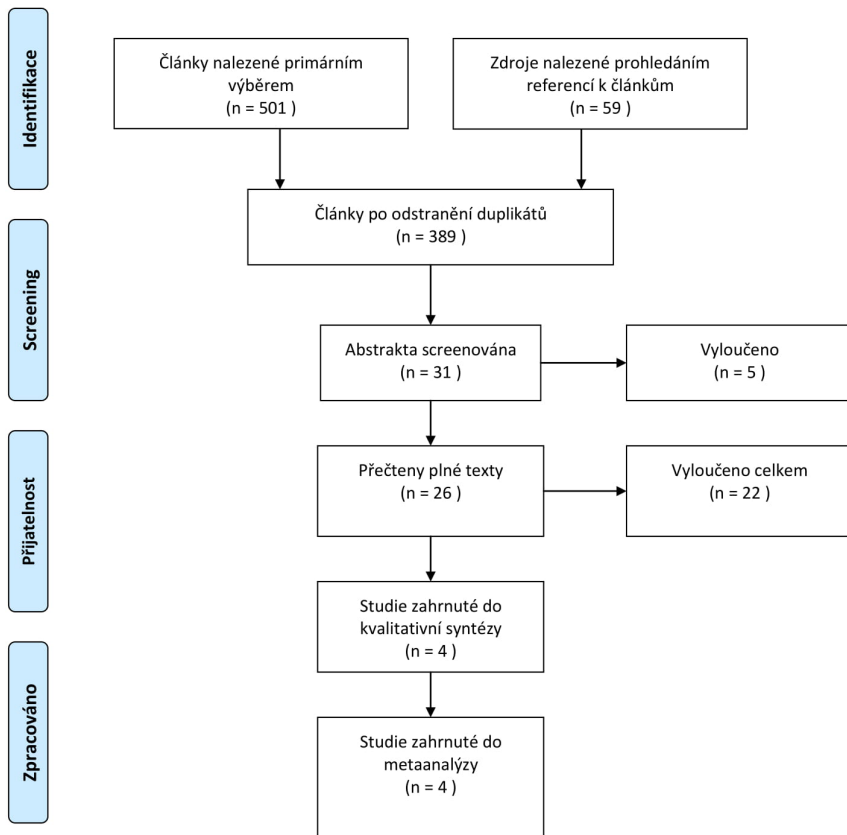 Identifikace
Články nalezené primárním
výběrem
(n = 501 )
Zdroje nalezené prohledáním
referencí k článkům
(n = 59 )
Screening
Články po odstranění duplikátů
(n = 389 )
Abstrakta screenována
(n = 31 )
Vyloučeno
(n = 5 )
Přijatelnost
Přečteny plné texty
(n = 26 )
Vyloučeno celkem
(n = 22 )
Studie zahrnuté do
kvalitativní syntézy
(n = 4 )
Zpracováno
Studie zahrnuté do
metaanalýzy
(n = 4 )